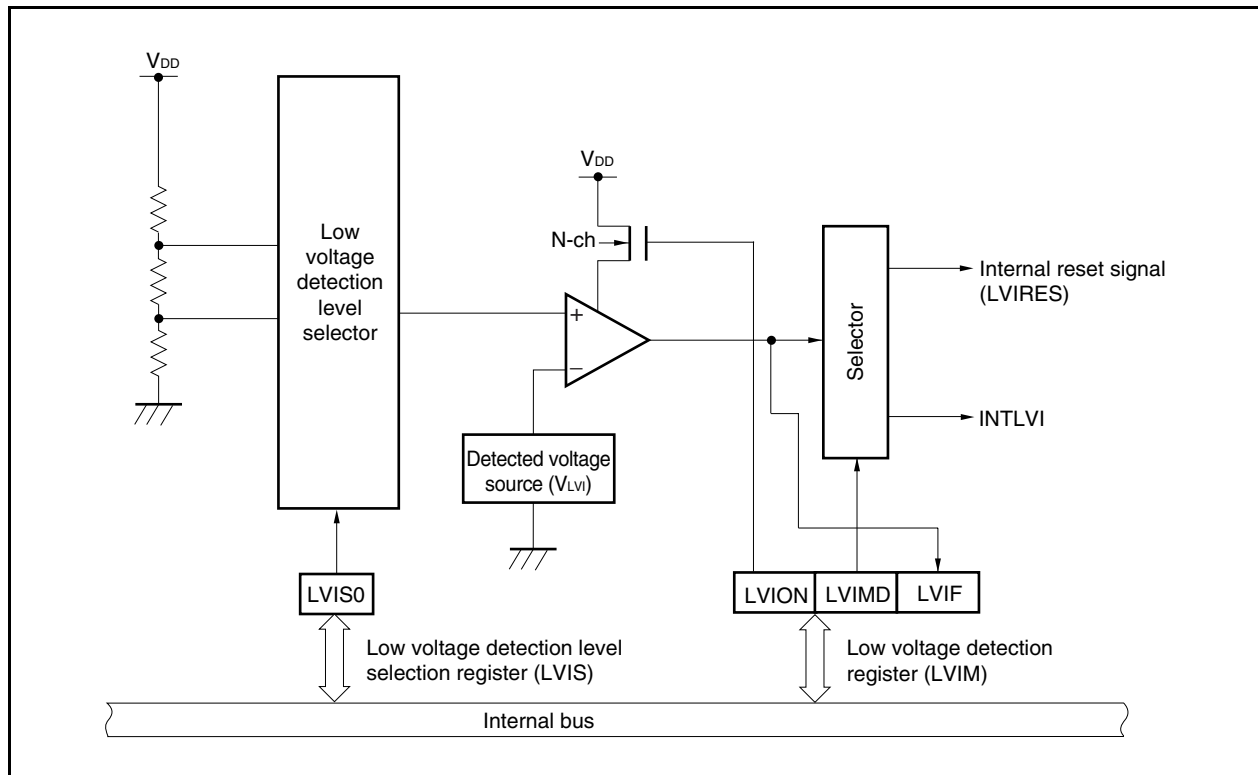 VDD
Low
voltage
detection
level
selector
VDD
N-ch
+
−
Detected voltage
source (VLVI)
Selector
Internal reset signal
(LVIRES)
INTLVI
LVIS0
LVION LVIMD LVIF
Low voltage detection level
selection register (LVIS)
Low voltage detection
register (LVIM)
Internal bus